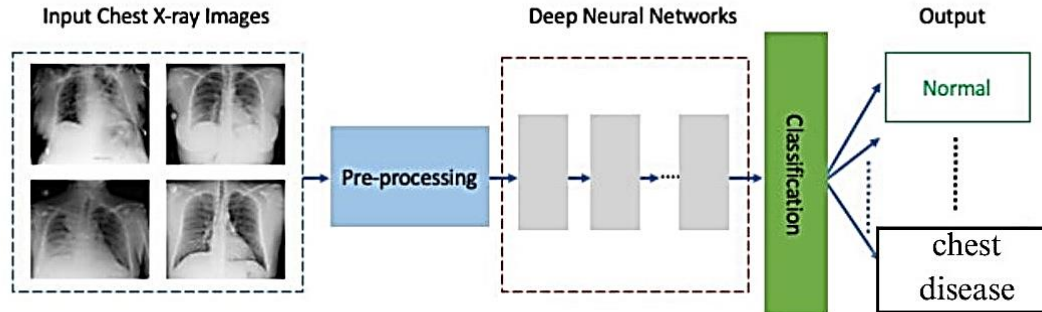 Input Chest X-ray Images
Deep Neural Networks
Output
Pre-processing
Classification
Normal
chest
disease